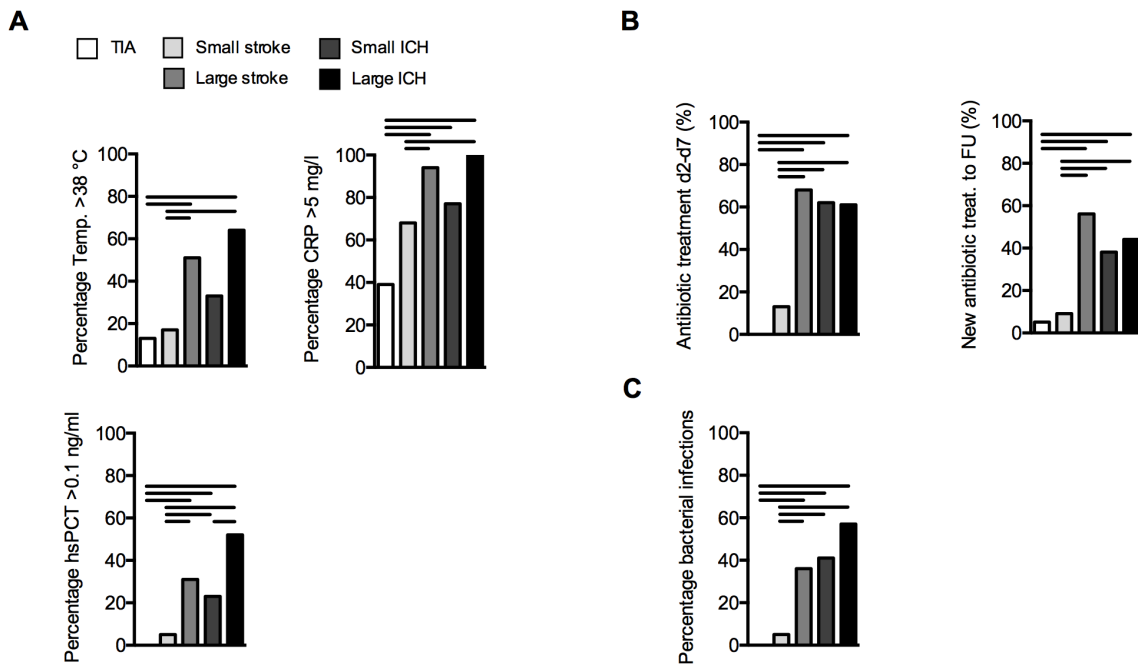 A
TIA
Small stroke
Small ICH
Large stroke
Large ICH
Percentage Temp. >38 °C
100
80
60
40
20
0
Percentage CRP >5 mg/l
100
80
60
40
20
0
Percentage hsPCT >0.1 ng/ml
100
80
60
40
20
0
B
Antibiotic treatment d2-d7 (%)
100
80
60
40
20
0
New antibiotic treat. to FU (%)
100
80
60
40
20
0
C
Percentage bacterial infections
100
80
60
40
20
0